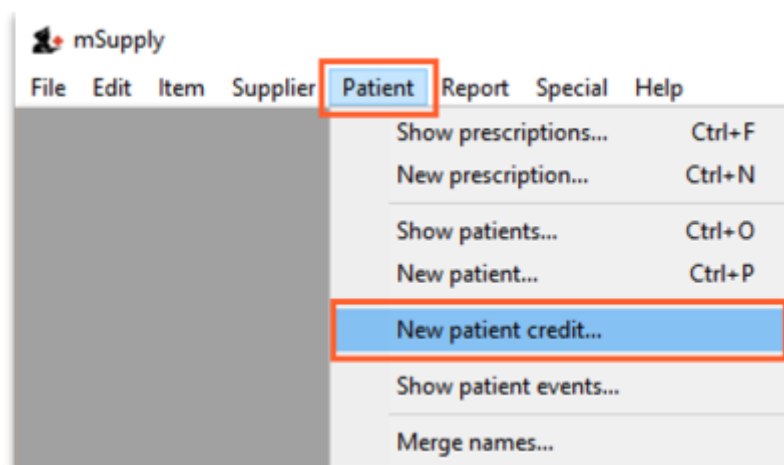 mSupply
File Edit Item Supplier Patient Report Special Help
Show prescriptions... Ctrl+F
New prescription... Ctrl+N
Show patients... Ctrl+O
New patient... Ctrl+P
New patient credit...
Show patient events...
Merge names...